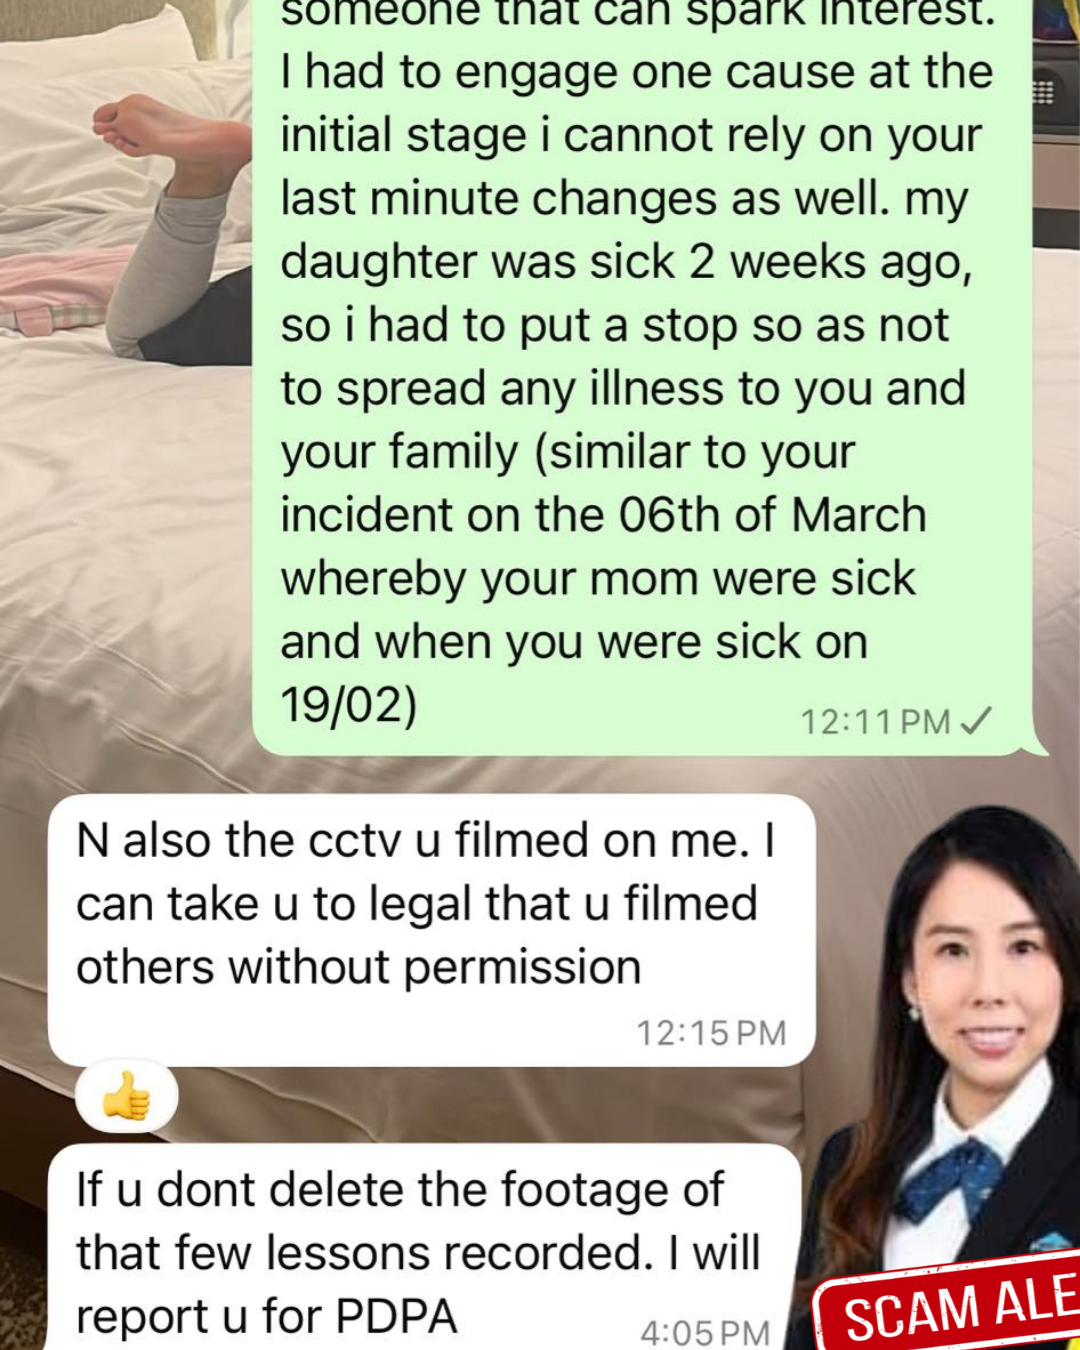 someone that can spark interest.
I had to engage one cause at the
initial stage i cannot rely on your
last minute changes as well. my
daughter was sick 2 weeks ago,
so i had to put a stop so as not
to spread any illness to you and
your family (similar to your
incident on the 06th of March
whereby your mom were sick
and when you were sick on
19/02)
12:11 PM
N also the cctv u filmed on me. I
can take u to legal that u filmed
others without permission
12:15 PM
If u dont delete the footage of
that few lessons recorded. I will
report u for PDPA
4:05 PM
SCAM ALE